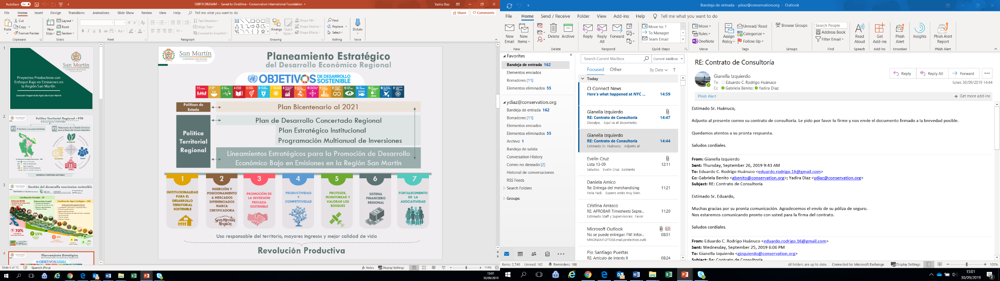 AutoSave On
130919 DRASAM - Saved to OneDrive - Conservation International Foundation
Yadira Diaz
File Home Insert Design Transitions Animations Slide Show Review View Help Tell me what you want to do
Share Comments
Paste
Cut
Copy
Format Painter
Clipboard
New Slide
Layout
Reset
Section
Slides
Font
Text Direction
Align Text
Convert to SmartArt
Paragraph
Arrange
Quick Styles
Shape Fill
Shape Outline
Shape Effects
Drawing
Find
Replace
Select
Editing
Dictate
Voice
1
San Martín
GOBIERNO REGIONAL
Proyectos Productivos con
Enfoque Bajo en Emisiones en
la Región San Martín
Dirección Regional de Agricultura San Martín
2
Política Territorial Regional - PTR
P1 El Territorio y sus potencialidades
P2 Gobernanza de la Gestión Territorial
para el Desarrollo Humano Sostenible
Ambiental
Económico
Social
Político
DESARROLLO TERRITORIAL SOSTENIBLE
3
Gestión del desarrollo económico sostenible
Zonificación Forestal - ZF
Zonificación Agro Ecológica - ZAE
70%
15%
8%
4%
2%
30%
4
Planeamiento Estratégico
del Desarrollo Económico Regional
OBJETIVOS DE DESARROLLO SOSTENIBLE
San Martín
GOBIERNO REGIONAL
Planeamiento Estratégico
del Desarrollo Económico Regional
OBJETIVOS DE DESARROLLO
SOSTENIBLE
1 2 3 4 5 6 7 8 9 10 11 12 13 14 15 16 17
Políticas de
Estado
Plan Bicentenario al 2021
Política
Territorial
Regional
Plan de Desarrollo Concertado Regional
Plan Estratégico Institucional
Programación Multianual de Inversiones
Lineamientos Estratégicos para la Promoción de Desarrollo
Económico Bajo en Emisiones en la Región San Martín
1
INSTITUCIONALIDAD
PARA EL
DESARROLLO
TERRITORIAL
SOSTENIBLE
2
INSERCIÓN Y
POSICIONAMIENTO
A MERCADOS
DIFERENCIADOS
MARCA
CERTIFICADORA
San Martín
Región
3
PROMOCIÓN DE
LA INVERSIÓN
PRIVADA
SOSTENIBLE
4
PRODUCTIVIDAD
Y
COMPETITIVIDAD
5
PROTEGER,
MONITOREAR Y
VALORAR LOS
BOSQUES
6
SISTEMA
FINANCIERO
REGIONAL
7
FORTALECIMIENTO
DE LA
ASOCIATIVIDAD
Uso responsable del territorio, mayores ingresos y mejor calidad de vida
Revolución Productiva
Slide 4 of 13 Spanish (Peru)
Notes Display Settings 114%
15:01
30/09/2019
Bandeja de entrada - ydiaz@conservation.org - Outlook
File Home Send / Receive Folder View Add-ins Help Tell me what you want to do
New Email
New Items
New
Delete
Archive
Delete
Reply
Reply All
Forward
Respond
Move to: ?
To Manager
Team Email
Quick Steps
Move
Rules
OneNote
Move
Assign Policy
Unread/ Read
Categorize
Follow Up
Tags
Browse Groups
Groups
Search People
Address Book
Filter Email
Find
Read Aloud
Speech
Get Add-ins
Add-ins
Phish Alert
KnowBe4
Insights
Phish Alert Report
Phish Alert
Favorites
Bandeja de entrada 162
Elementos enviados
Borradores [11]
Elementos eliminados 55
ydiaz@conservation.org
Bandeja de entrada 162
Borradores [11]
Elementos enviados
Elementos eliminados 55
Archivo 1
Bandeja de salida
Conversation History
Correo no deseado [2]
Historial de conversaciones
RSS Feeds
Search Folders
Groups
Search Current Mailbox Current Mailbox
Focused Other By Date
Today
CI Connect News
Here's what happened at NYC ... 14:59
Gianella Izquierdo
RE: Contrato de Consultoría 14:47
Disculpe, Aquí va el documento.
Gianella Izquierdo
RE: Contrato de Consultoría 14:44
Estimado Sr. Huánuco, Adjunto al
Evelin Cruz
Lista 13-09 12:11
Saludos. Evelin Cruz Asistente
Daniela Amico
Re: Entrega del merchandising 11:21
Hola Yadi, Espero estés muy bien.
Cristina Arrasco
RE: APROBAR Timesheets Septe... 11:20
Estimado Staff y Supervisores: Favor
Microsoft Outlook
No se puede entregar: FW: Infor... 08:51
MW2NAM12FT058.mail.protection.outl
Pio Santiago Puertas
RE: Artículo de interés II 08:24
RE: Contrato de Consultoría
Gianella Izquierdo
To Eduardo C. Rodrigo Huánuco
Cc Gabriela Benito; Yadira Diaz
Reply Reply All Forward
lunes 30/09/2019 14:44
Phish Alert
Get more add-ins
Estimado Sr. Huánuco,
Adjunto al presente correo su contrato de consultoría. Le pido por favor lo firme y nos envíe el documento firmado a la brevedad posible.
Quedamos atentos a su pronta respuesta.
Saludos cordiales.
From: Gianella Izquierdo
Sent: Thursday, September 26, 2019 9:43 AM
To: Eduardo C. Rodrigo Huánuco <eduardo.rodrigo.16@gmail.com>
Cc: Gabriela Benito <gbenito@conservation.org>; Yadira Diaz <ydiaz@conservation.org>
Subject: RE: Contrato de Consultoría
Estimado Sr. Eduardo,
Muchas gracias por su pronta comunicación. Agradecemos el envío de su póliza de seguro.
Nos estaremos comunicando pronto con usted para la firma del contrato.
Saludos cordiales.
From: Eduardo C. Rodrigo Huánuco <eduardo.rodrigo.16@gmail.com>
Sent: Wednesday, September 25, 2019 6:06 PM
To: Gianella Izquierdo <gizquierdo@conservation.org>
Subject: Re: Contrato de Consultoría
Items: 2,749 Unread: 162 Reminders: 188
All folders are up to date. Connected to: Microsoft Exchange Display Settings 100%
15:01
30/09/2019